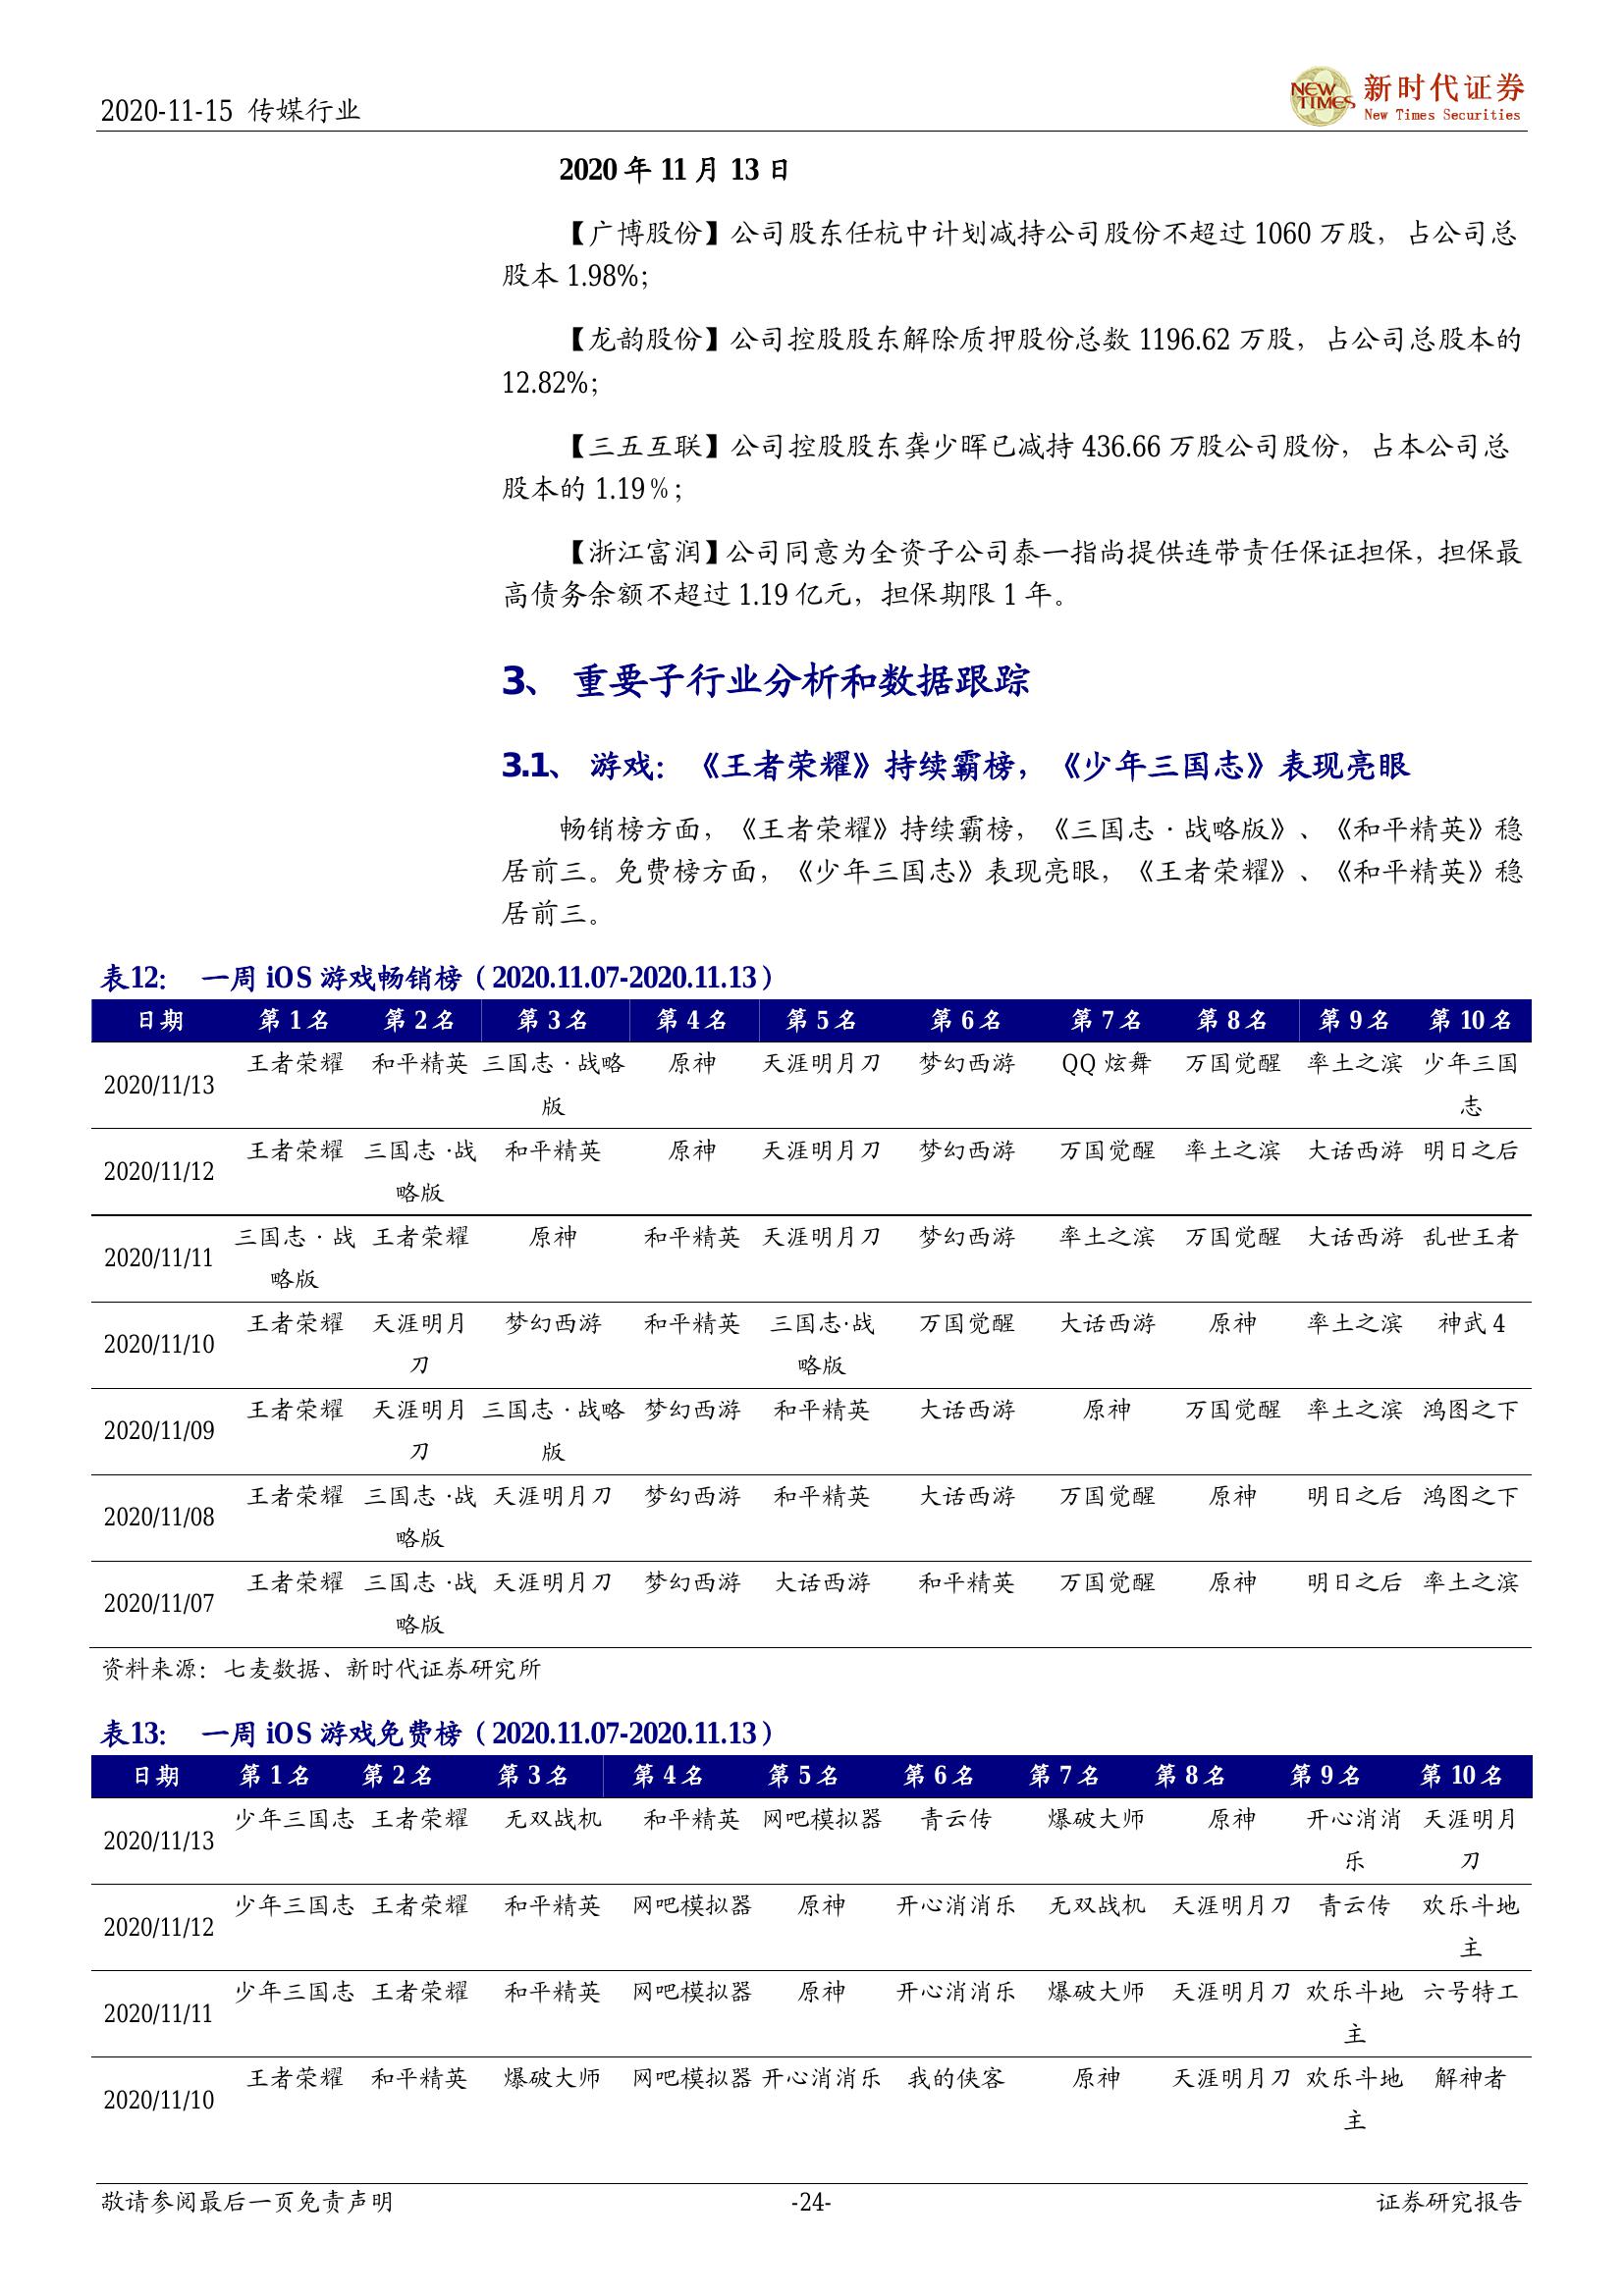 2020-11-15 传媒行业
NEW TIMES 新时代证券
New Times Securities
2020 年 11 月 13 日
【广博股份】公司股东任杭中计划减持公司股份不超过 1060 万股，占公司总
股本 1.98%；
【龙韵股份】公司控股股东解除质押股份总数 1196.62 万股，占公司总股本的
12.82%；
【三五互联】公司控股股东龚少晖已减持 436.66 万股公司股份，占本公司总
股本的 1.19%；
【浙江富润】公司同意为全资子公司泰一指尚提供连带责任保证担保，担保最
高债务余额不超过 1.19 亿元，担保期限 1 年。
3、 重要子行业分析和数据跟踪
3.1、 游戏：《王者荣耀》持续霸榜，《少年三国志》表现亮眼
畅销榜方面，《王者荣耀》持续霸榜，《三国志·战略版》、《和平精英》稳
居前三。免费榜方面，《少年三国志》表现亮眼，《王者荣耀》、《和平精英》稳
居前三。
表12： 一周 iOS 游戏畅销榜（2020.11.07-2020.11.13）
日期 第 1 名 第 2 名 第 3 名 第 4 名 第 5 名 第 6 名 第 7 名 第 8 名 第 9 名 第 10 名
2020/11/13 王者荣耀 和平精英 三国志·战略版 原神 天涯明月刀 梦幻西游 QQ 炫舞 万国觉醒 率土之滨 少年三国志
2020/11/12 王者荣耀 三国志·战略版 和平精英 原神 天涯明月刀 梦幻西游 万国觉醒 率土之滨 大话西游 明日之后
2020/11/11 三国志·战略版 王者荣耀 原神 和平精英 天涯明月刀 梦幻西游 率土之滨 万国觉醒 大话西游 乱世王者
2020/11/10 王者荣耀 天涯明月刀 梦幻西游 和平精英 三国志·战略版 万国觉醒 大话西游 原神 率土之滨 神武 4
2020/11/09 王者荣耀 天涯明月刀 三国志·战略版 梦幻西游 和平精英 大话西游 原神 万国觉醒 率土之滨 鸿图之下
2020/11/08 王者荣耀 三国志·战略版 天涯明月刀 梦幻西游 和平精英 大话西游 万国觉醒 原神 明日之后 鸿图之下
2020/11/07 王者荣耀 三国志·战略版 天涯明月刀 梦幻西游 大话西游 和平精英 万国觉醒 原神 明日之后 率土之滨
资料来源：七麦数据、新时代证券研究所
表13： 一周 iOS 游戏免费榜（2020.11.07-2020.11.13）
日期 第 1 名 第 2 名 第 3 名 第 4 名 第 5 名 第 6 名 第 7 名 第 8 名 第 9 名 第 10 名
2020/11/13 少年三国志 王者荣耀 无双战机 和平精英 网吧模拟器 青云传 爆破大师 原神 开心消消乐 天涯明月刀
2020/11/12 少年三国志 王者荣耀 和平精英 网吧模拟器 原神 开心消消乐 无双战机 天涯明月刀 青云传 欢乐斗地主
2020/11/11 少年三国志 王者荣耀 和平精英 网吧模拟器 原神 开心消消乐 爆破大师 天涯明月刀 欢乐斗地主 六号特工
2020/11/10 王者荣耀 和平精英 爆破大师 网吧模拟器 开心消消乐 我的侠客 原神 天涯明月刀 欢乐斗地主 解神者
敬请参阅最后一页免责声明 -24- 证券研究报告